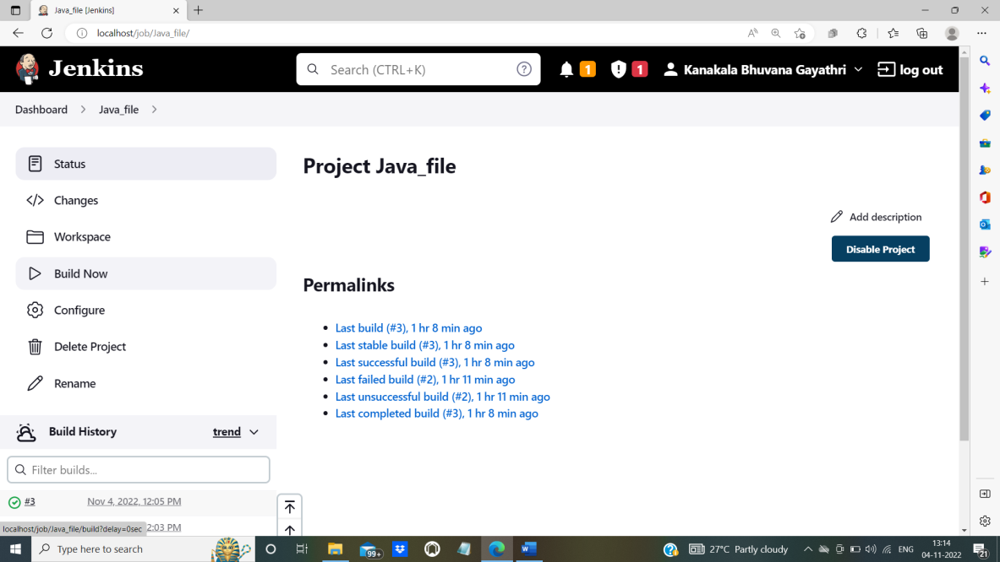 Java_file [Jenkins]
localhost/job/Java_file/
Jenkins
Search (CTRL+K)
1
1
Kanakala Bhuvana Gayathri
log out
Dashboard
Java_file
Status
Changes
Workspace
Build Now
Configure
Delete Project
Rename
Project Java_file
Add description
Disable Project
Permalinks
Last build (#3), 1 hr 8 min ago
Last stable build (#3), 1 hr 8 min ago
Last successful build (#3), 1 hr 8 min ago
Last failed build (#2), 1 hr 11 min ago
Last unsuccessful build (#2), 1 hr 11 min ago
Last completed build (#3), 1 hr 8 min ago
Build History
trend
Filter builds...
#3 Nov 4, 2022, 12:05 PM
2:03 PM
localhost/job/Java_file/build?delay=0sec
Type here to search
99+
27°C Partly cloudy
ENG
13:14
04-11-2022
21